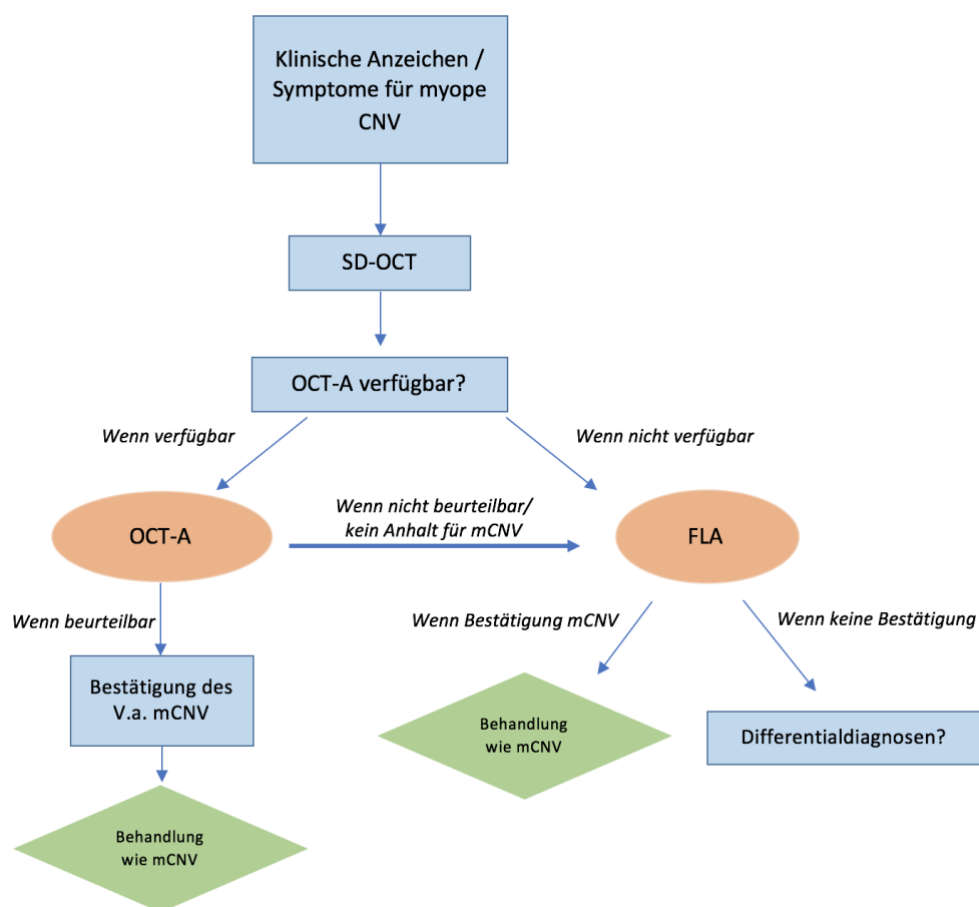 Klinische Anzeichen /
Symptome für myope
CNV
SD-OCT
OCT-A verfügbar?
Wenn verfügbar
Wenn nicht verfügbar
OCT-A
Wenn nicht beurteilbar/
kein Anhalt für mCNV
FLA
Wenn beurteilbar
Wenn Bestätigung mCNV
Wenn keine Bestätigung
Bestätigung des
V.a. mCNV
Behandlung
wie mCNV
Differentialdiagnosen?
Behandlung
wie mCNV